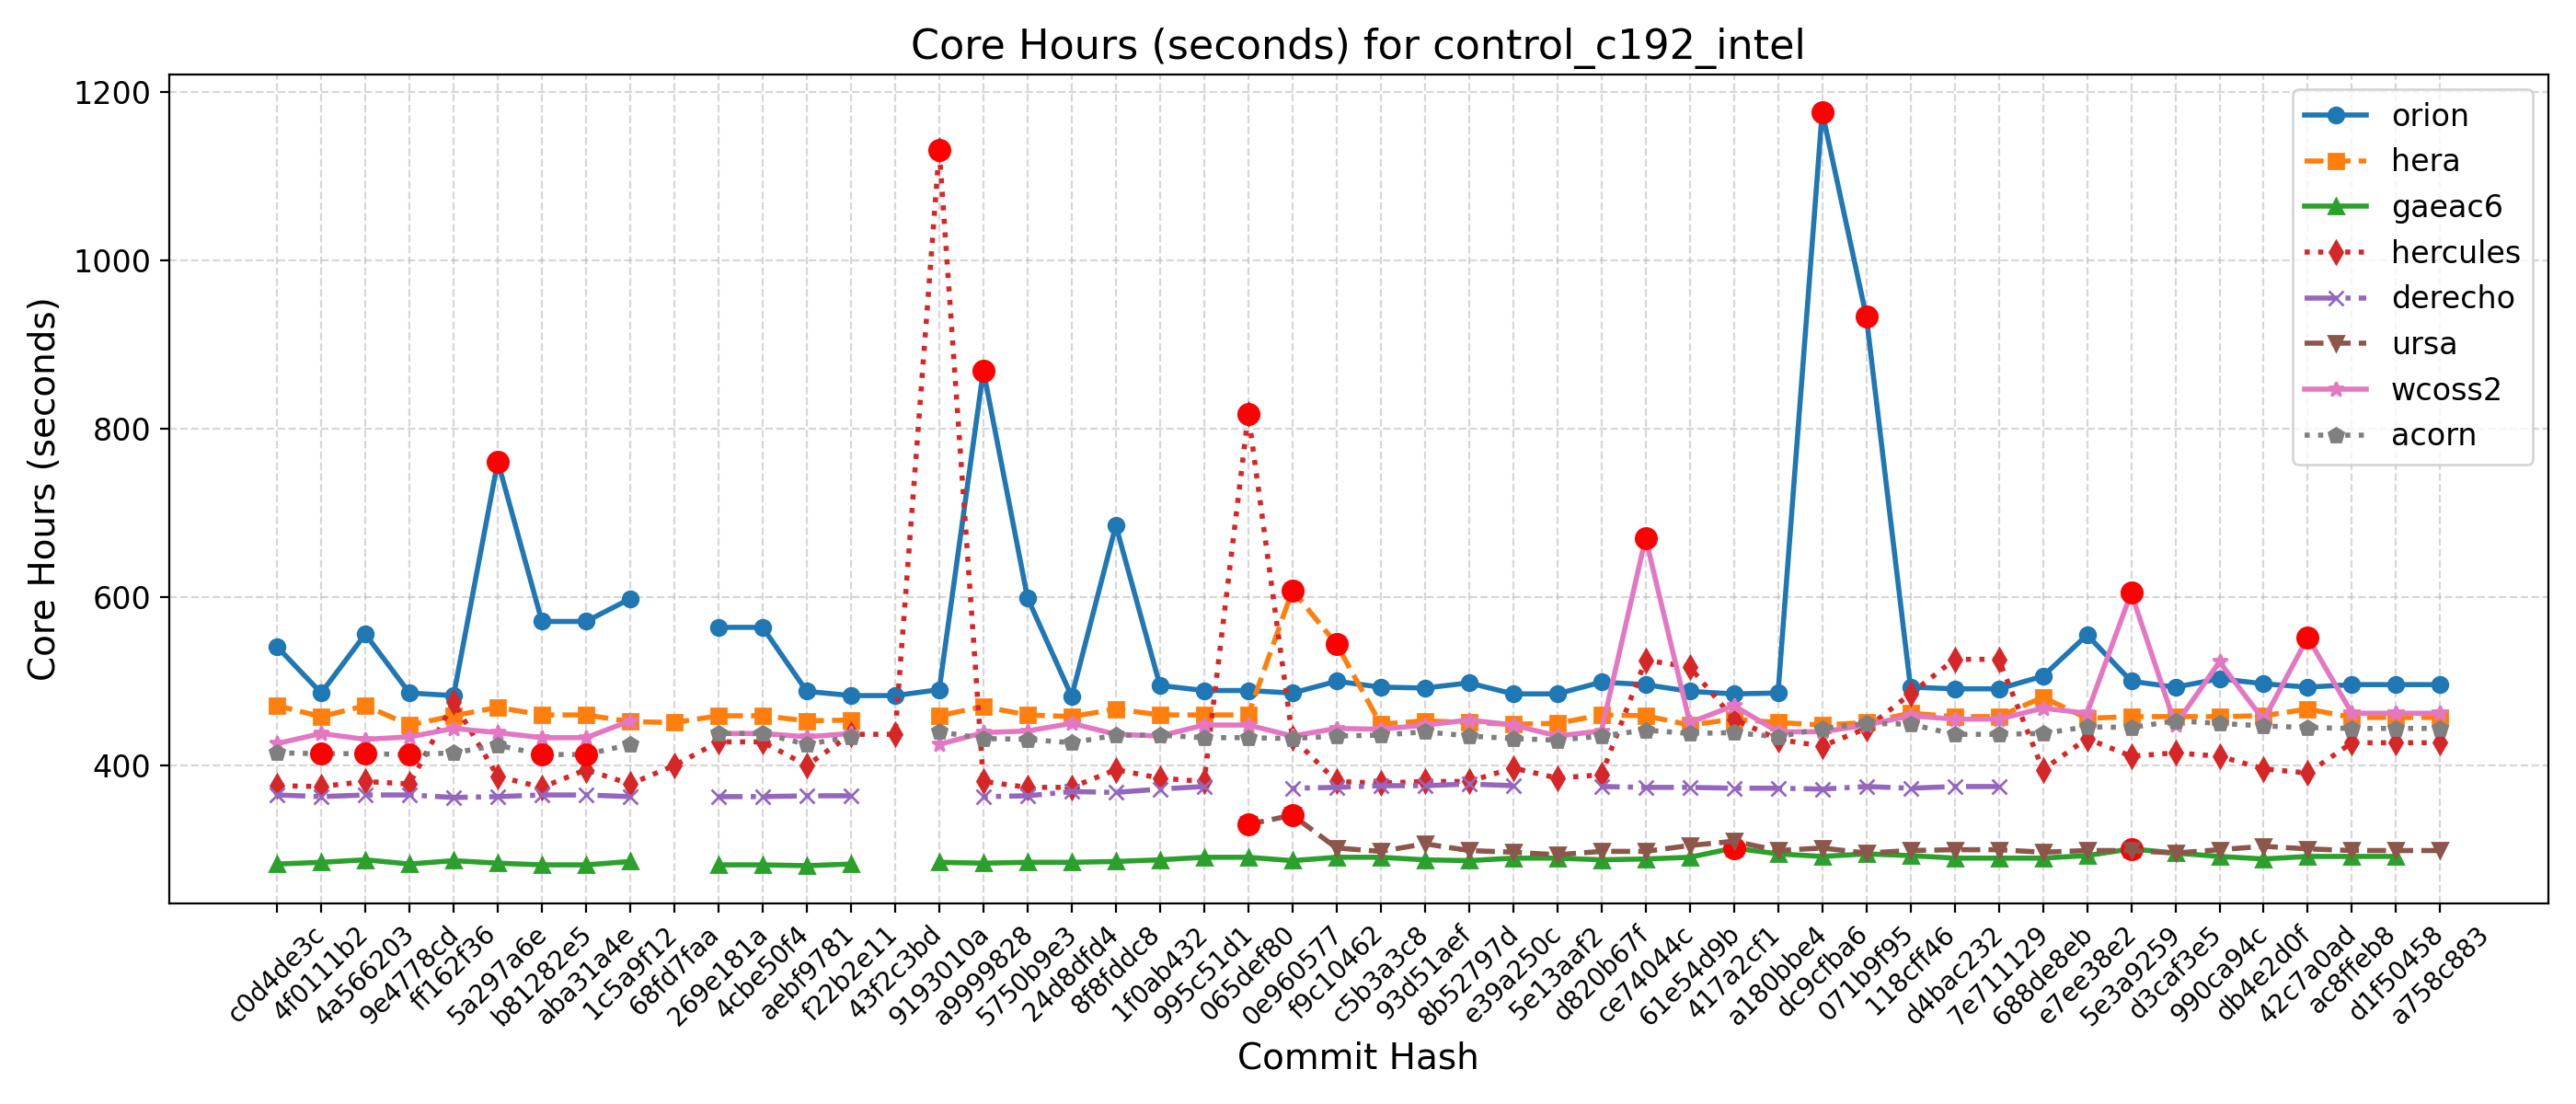 Core Hours (seconds) for control_c192_intel
Core Hours (seconds)
1200
1000
800
600
400
orion
hera
gaeac6
hercules
derecho
ursa
wcoss2
acorn
c0d4de3c
4f0111b2
4a566203
9e4778cd
ff162f36
5a297a6e
b81282e5
aba31a4e
1c5a9f12
68fd7faa
269e181a
4cbe50f4
aebf9781
f22b2e11
43f2c3bd
9193010a
a9999828
5750b9e3
24d8dfd4
8f8fddc8
1f0ab432
995c51d1
065def80
0e960577
f9c10462
c5b3a3c8
93d51aef
8b52797d
e39a250c
5e13aaf2
d820b67f
ce74044c
61e54d9b
417a2cf1
a180bbe4
dc9cfba6
071b9f95
118cff46
d4bac232
7e711129
688de8eb
e7ee38e2
5e3a9259
d3caf3e5
990ca94c
db4e2d0f
42c7a0ad
ac8ffeb8
d1f50458
a758c883
Commit Hash